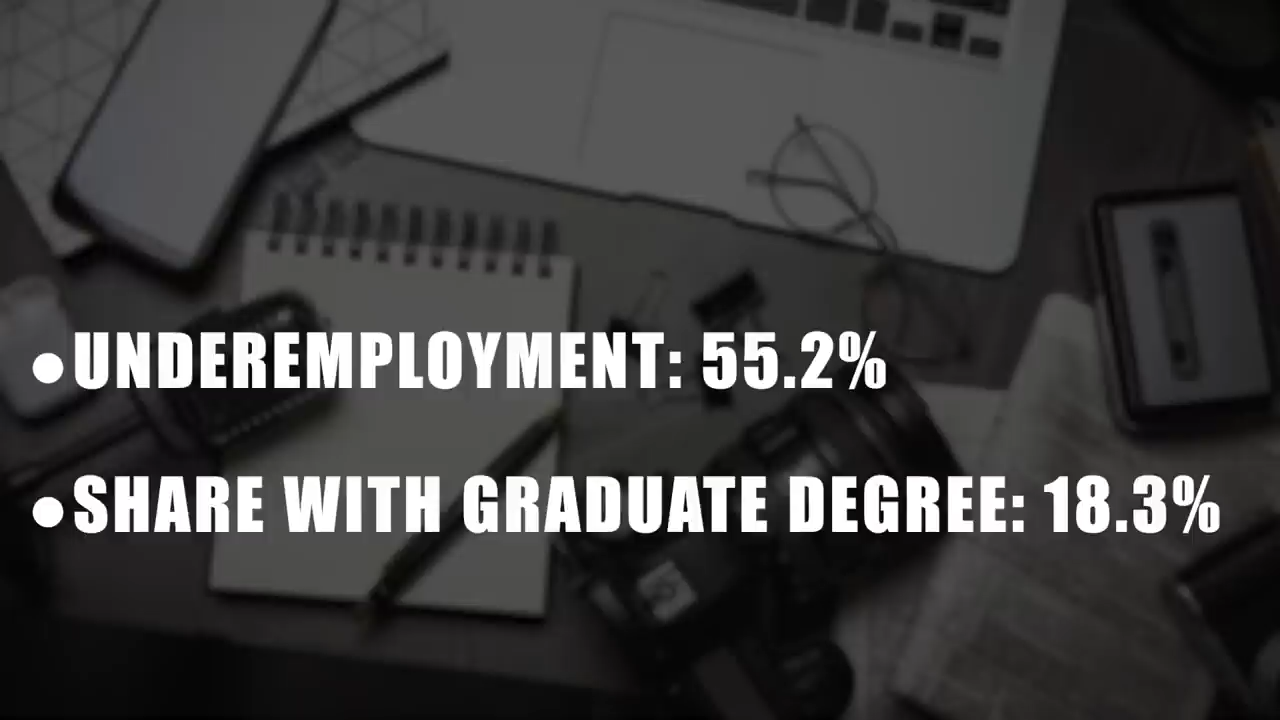 ●UNDEREMPLOYMENT: 55.2%
●SHARE WITH GRADUATE DEGREE: 18.3%